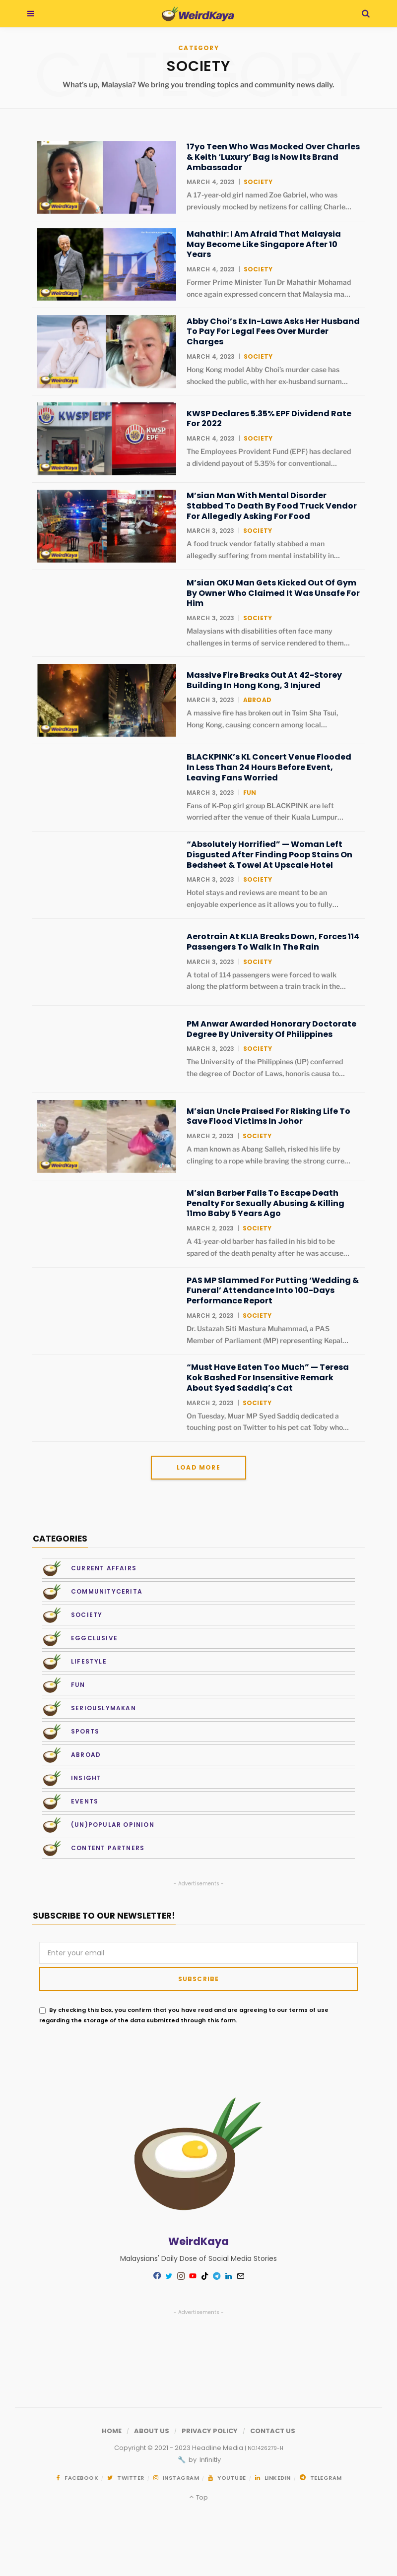 WeirdKaya
CATEGORY
CATEGORY
SOCIETY
What's up, Malaysia? We bring you trending topics and community news daily.
17yo Teen Who Was Mocked Over Charles
& Keith 'Luxury' Bag Is Now Its Brand
Ambassador
MARCH 4, 2023 | SOCIETY
A 17-year-old girl named Zoe Gabriel, who was
previously mocked by netizens for calling Charle...
WeirdKaya
Mahathir: I Am Afraid That Malaysia
May Become Like Singapore After 10
Years
MARCH 4, 2023 | SOCIETY
Former Prime Minister Tun Dr Mahathir Mohamad
once again expressed concern that Malaysia ma...
WeirdKaya
Abby Choi's Ex In-Laws Asks Her Husband
To Pay For Legal Fees Over Murder
Charges
MARCH 4, 2023 | SOCIETY
Hong Kong model Abby Choi's murder case has
shocked the public, with her ex-husband surnam...
WeirdKaya
KWSP EPF
KWSP
EPF
WeirdKaya
KWSP Declares 5.35% EPF Dividend Rate
For 2022
MARCH 4, 2023 | SOCIETY
The Employees Provident Fund (EPF) has declared
a dividend payout of 5.35% for conventional...
M'sian Man With Mental Disorder
Stabbed To Death By Food Truck Vendor
For Allegedly Asking For Food
MARCH 3, 2023 | SOCIETY
A food truck vendor fatally stabbed a man
allegedly suffering from mental instability in...
WeirdKaya
M'sian OKU Man Gets Kicked Out Of Gym
By Owner Who Claimed It Was Unsafe For
Him
MARCH 3, 2023 | SOCIETY
Malaysians with disabilities often face many
challenges in terms of service rendered to them...
Massive Fire Breaks Out At 42-Storey
Building In Hong Kong, 3 Injured
MARCH 3, 2023 | ABROAD
A massive fire has broken out in Tsim Sha Tsui,
Hong Kong, causing concern among local...
WeirdKaya
BLACKPINK's KL Concert Venue Flooded
In Less Than 24 Hours Before Event,
Leaving Fans Worried
MARCH 3, 2023 | FUN
Fans of K-Pop girl group BLACKPINK are left
worried after the venue of their Kuala Lumpur...
"Absolutely Horrified" — Woman Left
Disgusted After Finding Poop Stains On
Bedsheet & Towel At Upscale Hotel
MARCH 3, 2023 | SOCIETY
Hotel stays and reviews are meant to be an
enjoyable experience as it allows you to fully...
Aerotrain At KLIA Breaks Down, Forces 114
Passengers To Walk In The Rain
MARCH 3, 2023 | SOCIETY
A total of 114 passengers were forced to walk
along the platform between a train track in the...
PM Anwar Awarded Honorary Doctorate
Degree By University Of Philippines
MARCH 3, 2023 | SOCIETY
The University of the Philippines (UP) conferred
the degree of Doctor of Laws, honoris causa to...
M'sian Uncle Praised For Risking Life To
Save Flood Victims In Johor
MARCH 2, 2023 | SOCIETY
A man known as Abang Salleh, risked his life by
clinging to a rope while braving the strong curre...
WeirdKaya
M'sian Barber Fails To Escape Death
Penalty For Sexually Abusing & Killing
11mo Baby 5 Years Ago
MARCH 2, 2023 | SOCIETY
A 41-year-old barber has failed in his bid to be
spared of the death penalty after he was accuse...
PAS MP Slammed For Putting 'Wedding &
Funeral' Attendance Into 100-Days
Performance Report
MARCH 2, 2023 | SOCIETY
Dr. Ustazah Siti Mastura Muhammad, a PAS
Member of Parliament (MP) representing Kepal...
"Must Have Eaten Too Much" — Teresa
Kok Bashed For Insensitive Remark
About Syed Saddiq's Cat
MARCH 2, 2023 | SOCIETY
On Tuesday, Muar MP Syed Saddiq dedicated a
touching post on Twitter to his pet cat Toby who...
LOAD MORE
CATEGORIES
CURRENT AFFAIRS
COMMUNITYCERITA
SOCIETY
EGGCLUSIVE
LIFESTYLE
FUN
SERIOUSLYMAKAN
SPORTS
ABROAD
INSIGHT
EVENTS
(UN)POPULAR OPINION
CONTENT PARTNERS
- Advertisements -
SUBSCRIBE TO OUR NEWSLETTER!
Enter your email
SUBSCRIBE
By checking this box, you confirm that you have read and are agreeing to our terms of use
regarding the storage of the data submitted through this form.
WeirdKaya
Malaysians' Daily Dose of Social Media Stories
- Advertisements -
HOME / ABOUT US / PRIVACY POLICY / CONTACT US
Copyright © 2021 - 2023 Headline Media | NO.1426279-H
by Infinitly
FACEBOOK / TWITTER / INSTAGRAM / YOUTUBE / LINKEDIN / TELEGRAM
Top